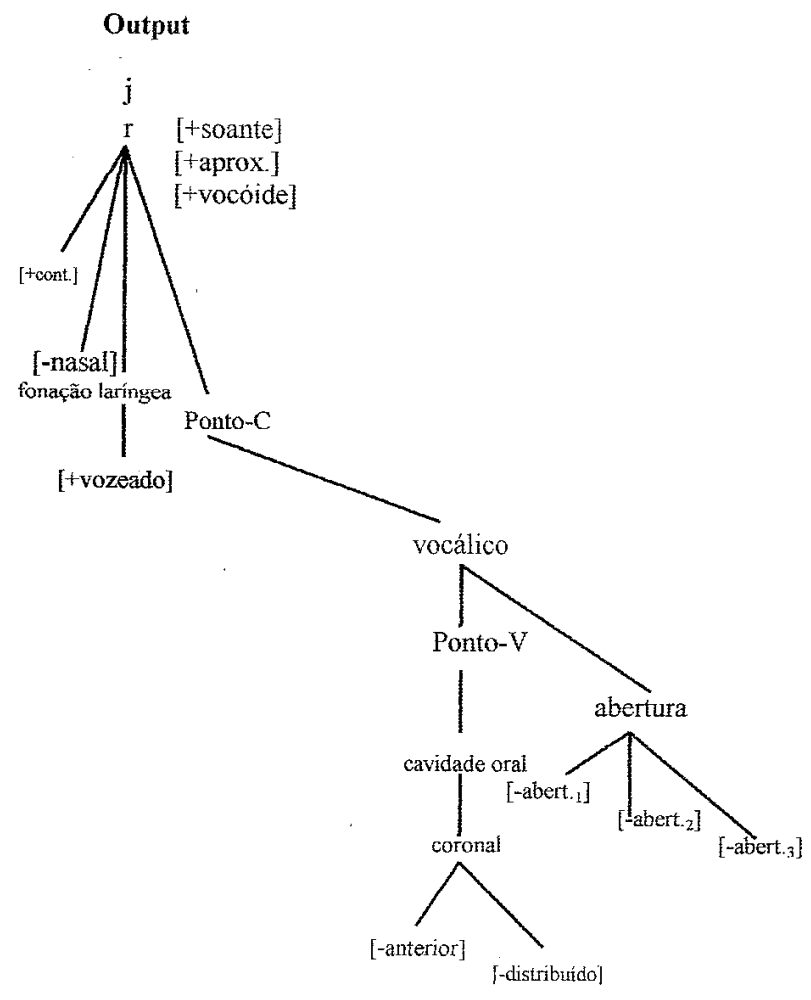 Output
j
r [+soante]
[+aprox.]
[+vocóide]
[+cont.]
[-nasal]
fonação laríngea
Ponto-C
[+vozeado]
vocálico
Ponto-V
abertura
cavidade oral
[-abert.₁]
[-abert.₂]
[-abert.₃]
coronal
[-anterior]
[-distribuído]